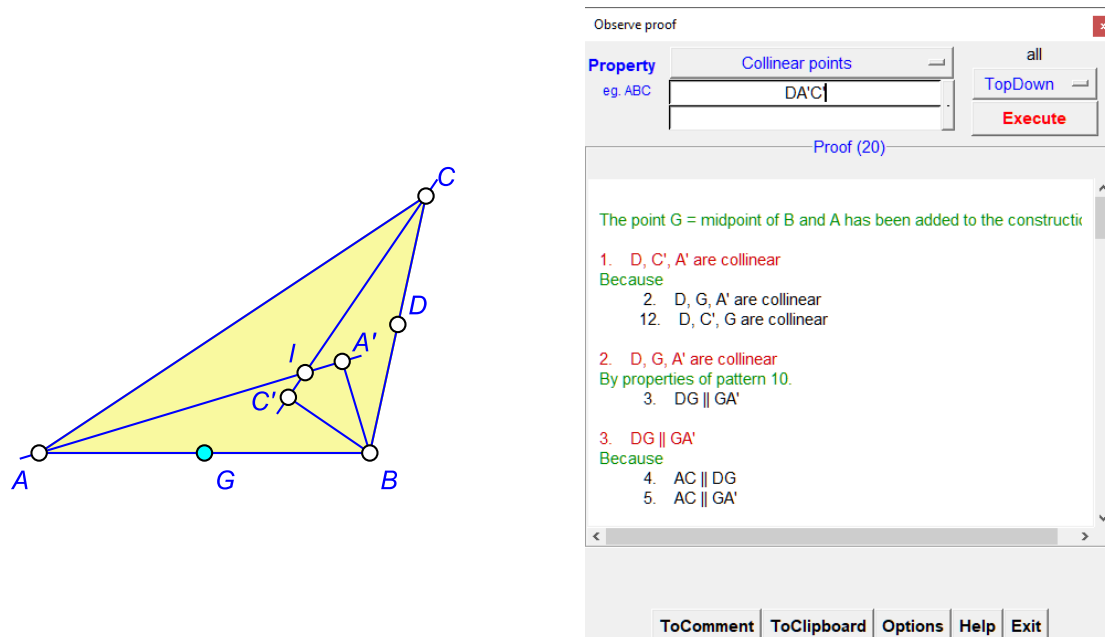 C
D
I
A'
C'
A
G
B
Observe proof
x
all
Property
Collinear points
TopDown
eg. ABC
DA'C'
.
Execute
Proof (20)
The point G = midpoint of B and A has been added to the
1. D, C', A' are collinear
Because
2. D, G, A' are collinear
12. D, C', G are collinear
2. D, G, A' are collinear
By properties of pattern 10.
3. DG || GA'
3. DG || GA'
Because
4. AC || DG
5. AC || GA'
ToComment ToClipboard Options Help Exit